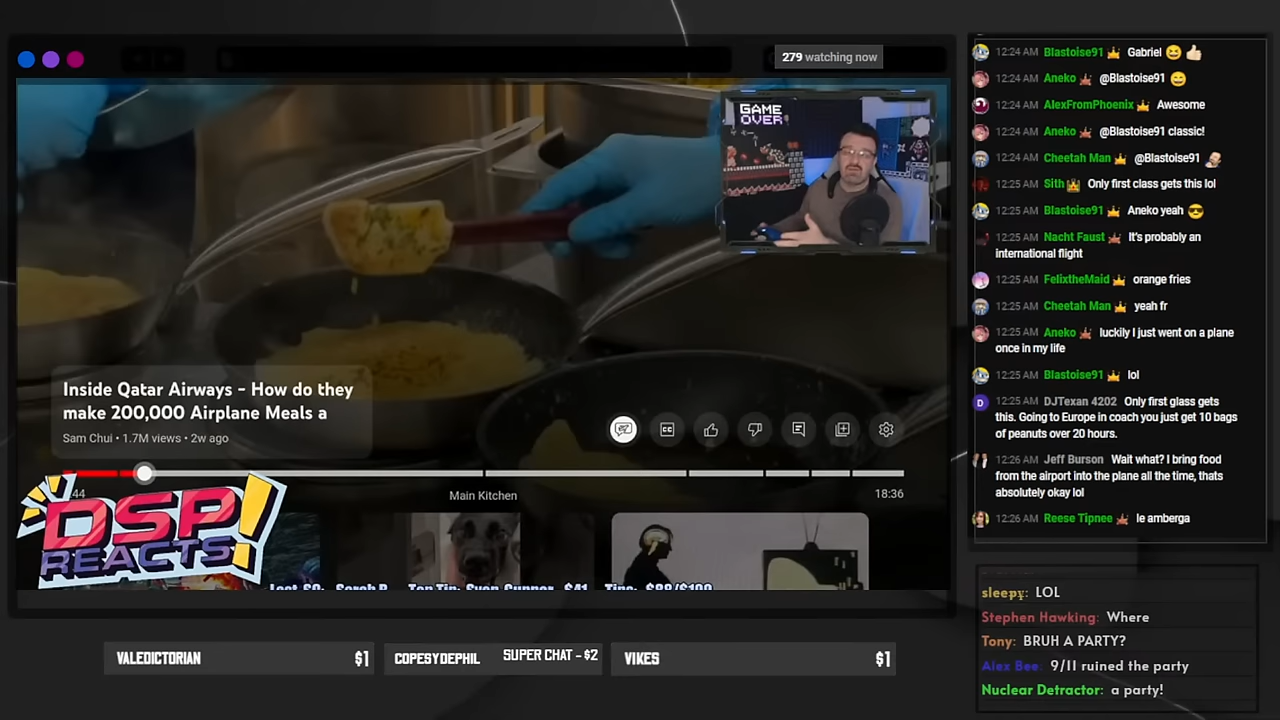 279 watching now
GAME
OVER
Inside Qatar Airways - How do they
make 200,000 Airplane Meals a
Sam Chui • 1.7M views • 2w ago
CC
:44
Main Kitchen
18:36
DSP
REACTS!
Top Tip: Sven Gunner $41
Tips: $88/$100
VALEDICTORIAN $1
COPESYDEPHIL SUPER CHAT - $2
VIKES $1
12:24 AM Blastoise91 Gabriel 😆 👍🏻
12:24 AM Aneko @Blastoise91 😄
12:24 AM AlexFromPhoenix Awesome
12:24 AM Aneko @Blastoise91 classic!
12:24 AM Cheetah Man @Blastoise91
12:25 AM Sith Only first class gets this lol
12:25 AM Blastoise91 Aneko yeah 😎
12:25 AM Nacht Faust It's probably an
international flight
12:25 AM FelixtheMaid orange fries
12:25 AM Cheetah Man yeah fr
12:25 AM Aneko luckily I just went on a plane
once in my life
12:25 AM Blastoise91 lol
D 12:25 AM DJTexan 4202 Only first glass gets
this. Going to Europe in coach you just get 10 bags
of peanuts over 20 hours.
12:26 AM Jeff Burson Wait what? I bring food
from the airport into the plane all the time, thats
absolutely okay lol
12:26 AM Reese Tipnee le amberga
sleepy: LOL
Stephen Hawking: Where
Tony: BRUH A PARTY?
Alex Bee: 9/11 ruined the party
Nuclear Detractor: a party!